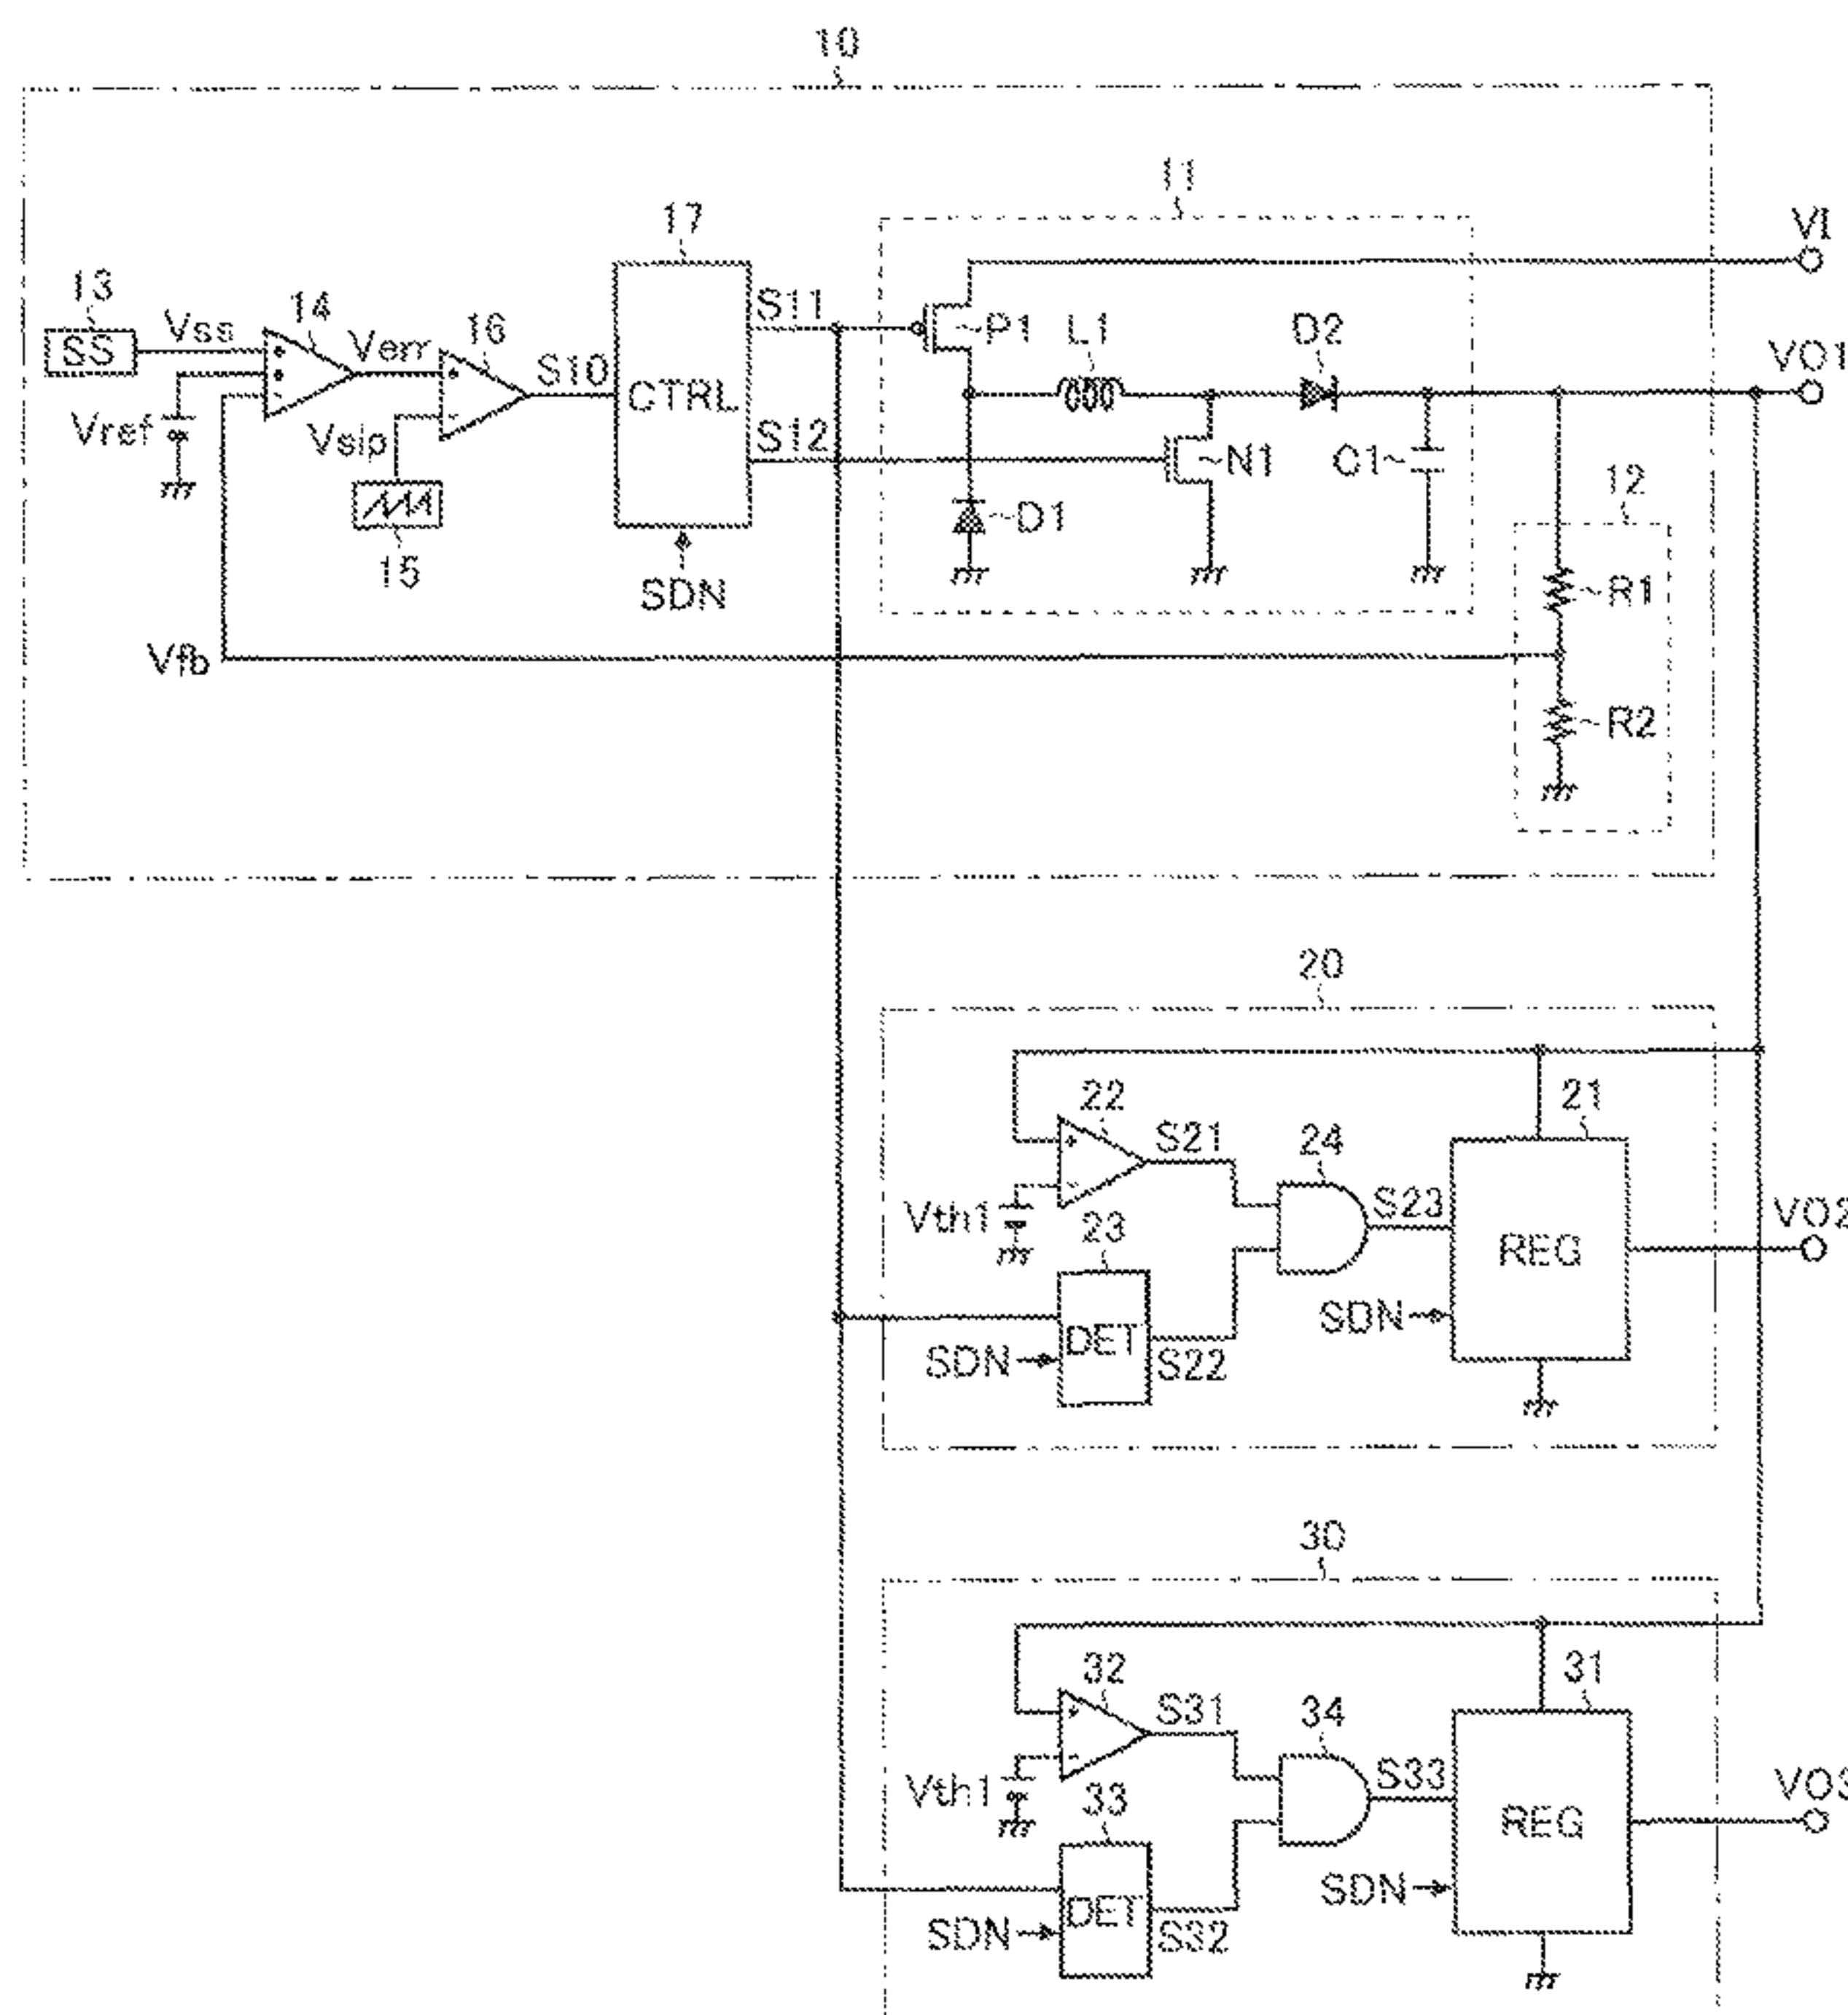 10
11
VI
17
13
SS
Vss
14
Verr
16
S10
CTRL
S11
S12
P1
L1
D2
VO1
Vref
Vslp
15
SDN
D1
N1
C1
12
R1
R2
Vfb
20
22
S21
24
21
Vth1
23
S23
REG
VO2
SDN
DET
S22
SDN
30
32
S31
34
31
Vth1
33
S33
REG
VO3
SDN
DET
S32
SDN